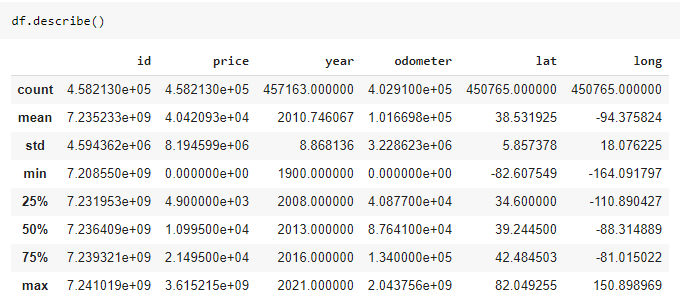 df.describe()
id price year odometer lat long
count 4.582130e+05 4.582130e+05 457163.000000 4.029100e+05 450765.000000 450765.000000
mean 7.235233e+09 4.042093e+04 2010.746067 1.016698e+05 38.531925 -94.375824
std 4.594362e+06 8.194599e+06 8.868136 3.228623e+06 5.857378 18.076225
min 7.208550e+09 0.000000e+00 1900.000000 0.000000e+00 -82.607549 -164.091797
25% 7.231953e+09 4.900000e+03 2008.000000 4.087700e+04 34.600000 -110.890427
50% 7.236409e+09 1.099500e+04 2013.000000 8.764100e+04 39.244500 -88.314889
75% 7.239321e+09 2.149500e+04 2016.000000 1.340000e+05 42.484503 -81.015022
max 7.241019e+09 3.615215e+09 2021.000000 2.043756e+09 82.049255 150.898969